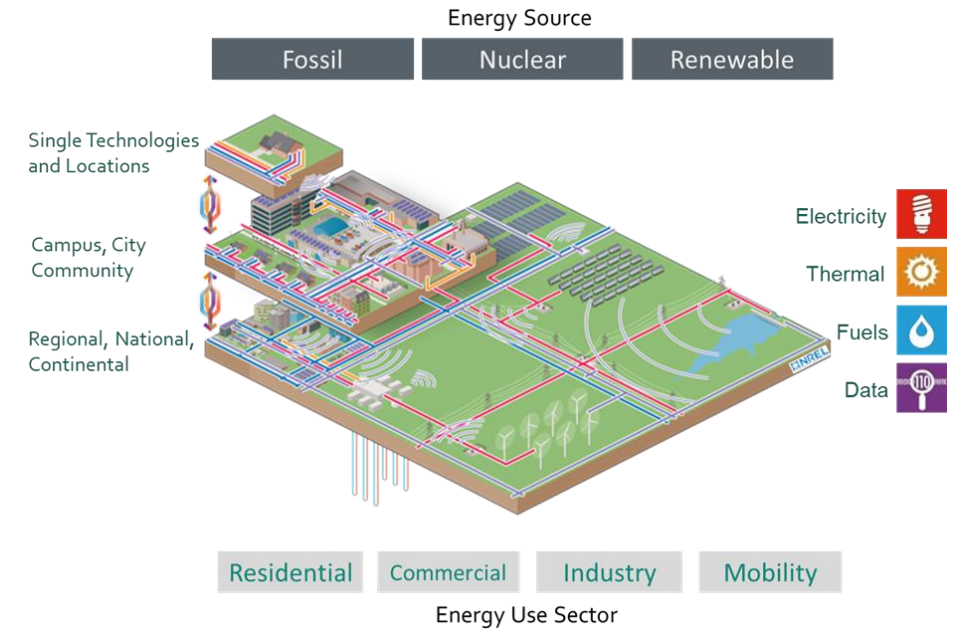 Energy Source
Fossil
Nuclear
Renewable
Single Technologies
and Locations
Campus, City
Community
Regional, National,
Continental
Electricity
Thermal
Fuels
Data
110
NREL
Residential
Commercial
Industry
Mobility
Energy Use Sector